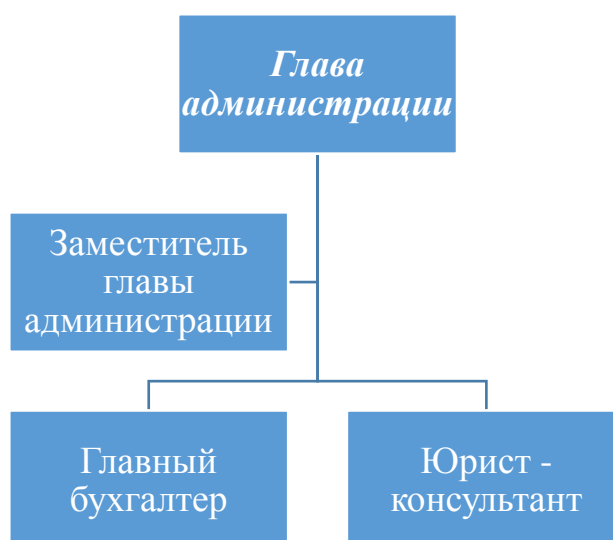 Глава
администрации
Заместитель
главы
администрации
Главный
бухгалтер
Юрист -
консультант